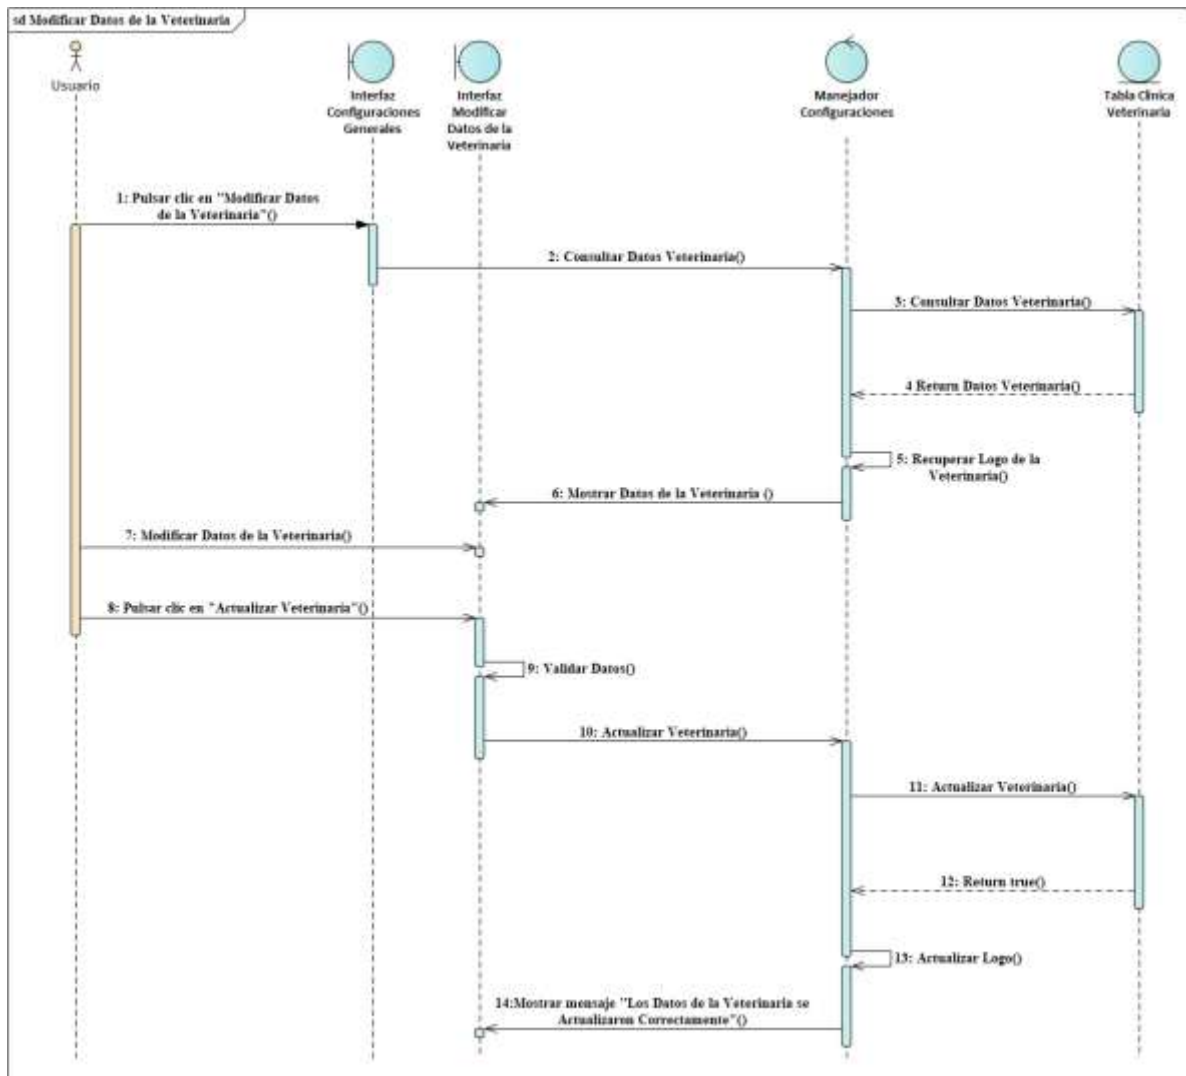 sd Modificar Datos de la Veterinaria
Usuario
Interfaz
Configuraciones
Generales
Interfaz
Modificar
Datos de la
Veterinaria
Manejador
Configuraciones
Tabla Clinica
Veterinaria
1: Pulsar clic en "Modificar Datos
de la Veterinaria"()
2: Consultar Datos Veterinaria()
3: Consultar Datos Veterinaria()
4 Return Datos Veterinaria()
5: Recuperar Logo de la
Veterinaria()
6: Mostrar Datos de la Veterinaria ()
7: Modificar Datos de la Veterinaria()
8: Pulsar clic en "Actualizar Veterinaria"()
9: Validar Datos()
10: Actualizar Veterinaria()
11: Actualizar Veterinaria()
12: Return true()
13: Actualizar Logo()
14:Mostrar mensaje "Los Datos de la Veterinaria se
Actualizaron Correctamente"()